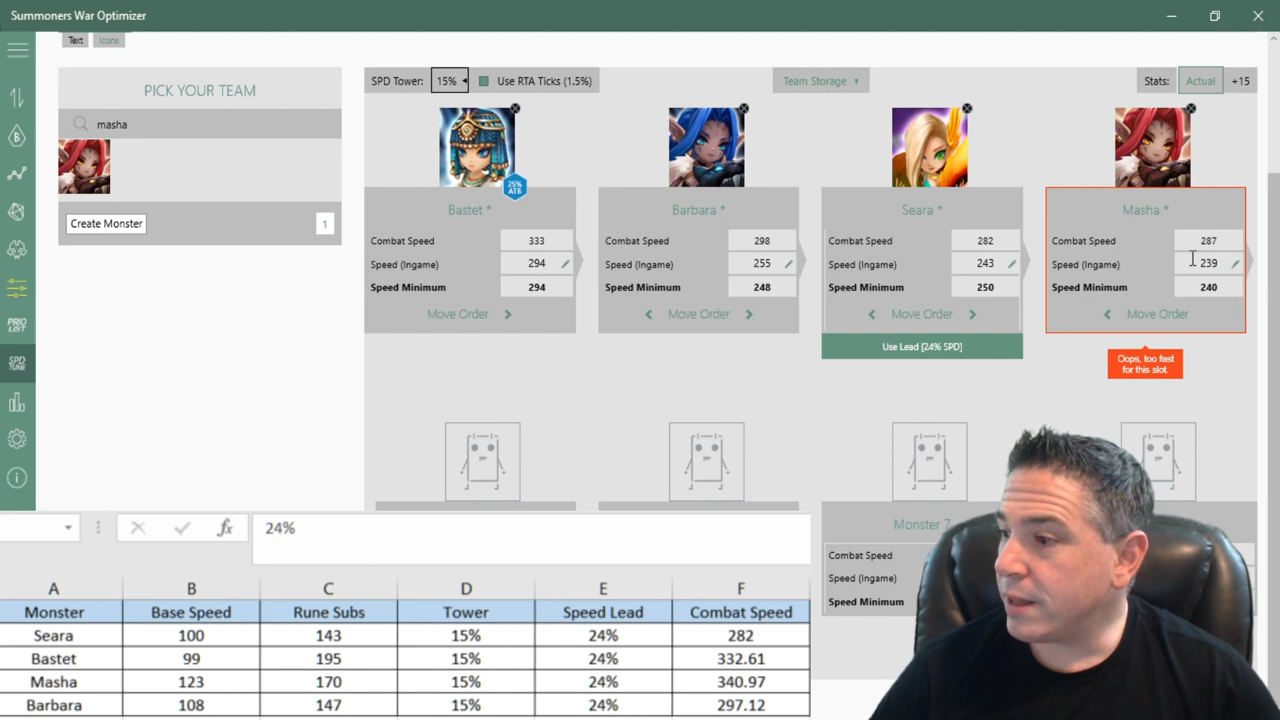 Summoners War Optimizer
Text Icons
PICK YOUR TEAM
masha
Create Monster 1
SPD Tower: 15% Use RTA Ticks (1.5%) Team Storage Stats: Actual +15
25% ATB
Bastet * Barbara * Seara * Masha *
Combat Speed 333 Combat Speed 298 Combat Speed 282 Combat Speed 287
Speed (Ingame) 294 Speed (Ingame) 255 Speed (Ingame) 243 Speed (Ingame) 239
Speed Minimum 294 Speed Minimum 248 Speed Minimum 250 Speed Minimum 240
Move Order Move Order Move Order Move Order
Use Lead [24% SPD]
Oops, too fast
for this slot.
PRIO
LIST
SPD
TUNE
Monster 7
Combat Speed
Speed (Ingame)
Speed Minimum
fx 24%
A B C D E F
Monster Base Speed Rune Subs Tower Speed Lead Combat Speed
Seara 100 143 15% 24% 282
Bastet 99 195 15% 24% 332.61
Masha 123 170 15% 24% 340.97
Barbara 108 147 15% 24% 297.12